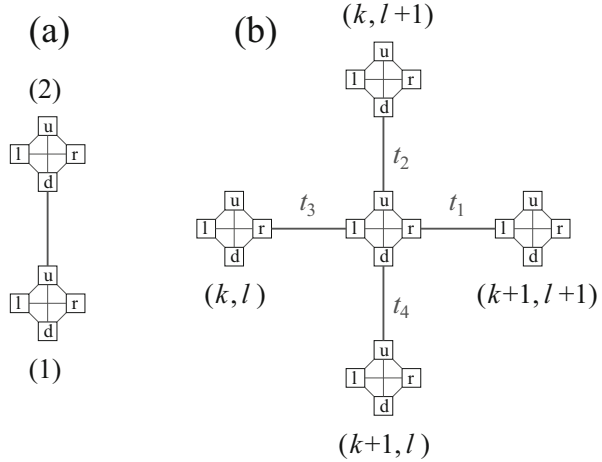 (a)
(2)
u
l r
d
u
l r
d
(1)
(b)
(k, l+1)
u
l r
d
t₂
u
l r
d
t₃
u
l r
d
t₁
u
l r
d
(k, l)
(k+1, l+1)
t₄
u
l r
d
(k+1, l)